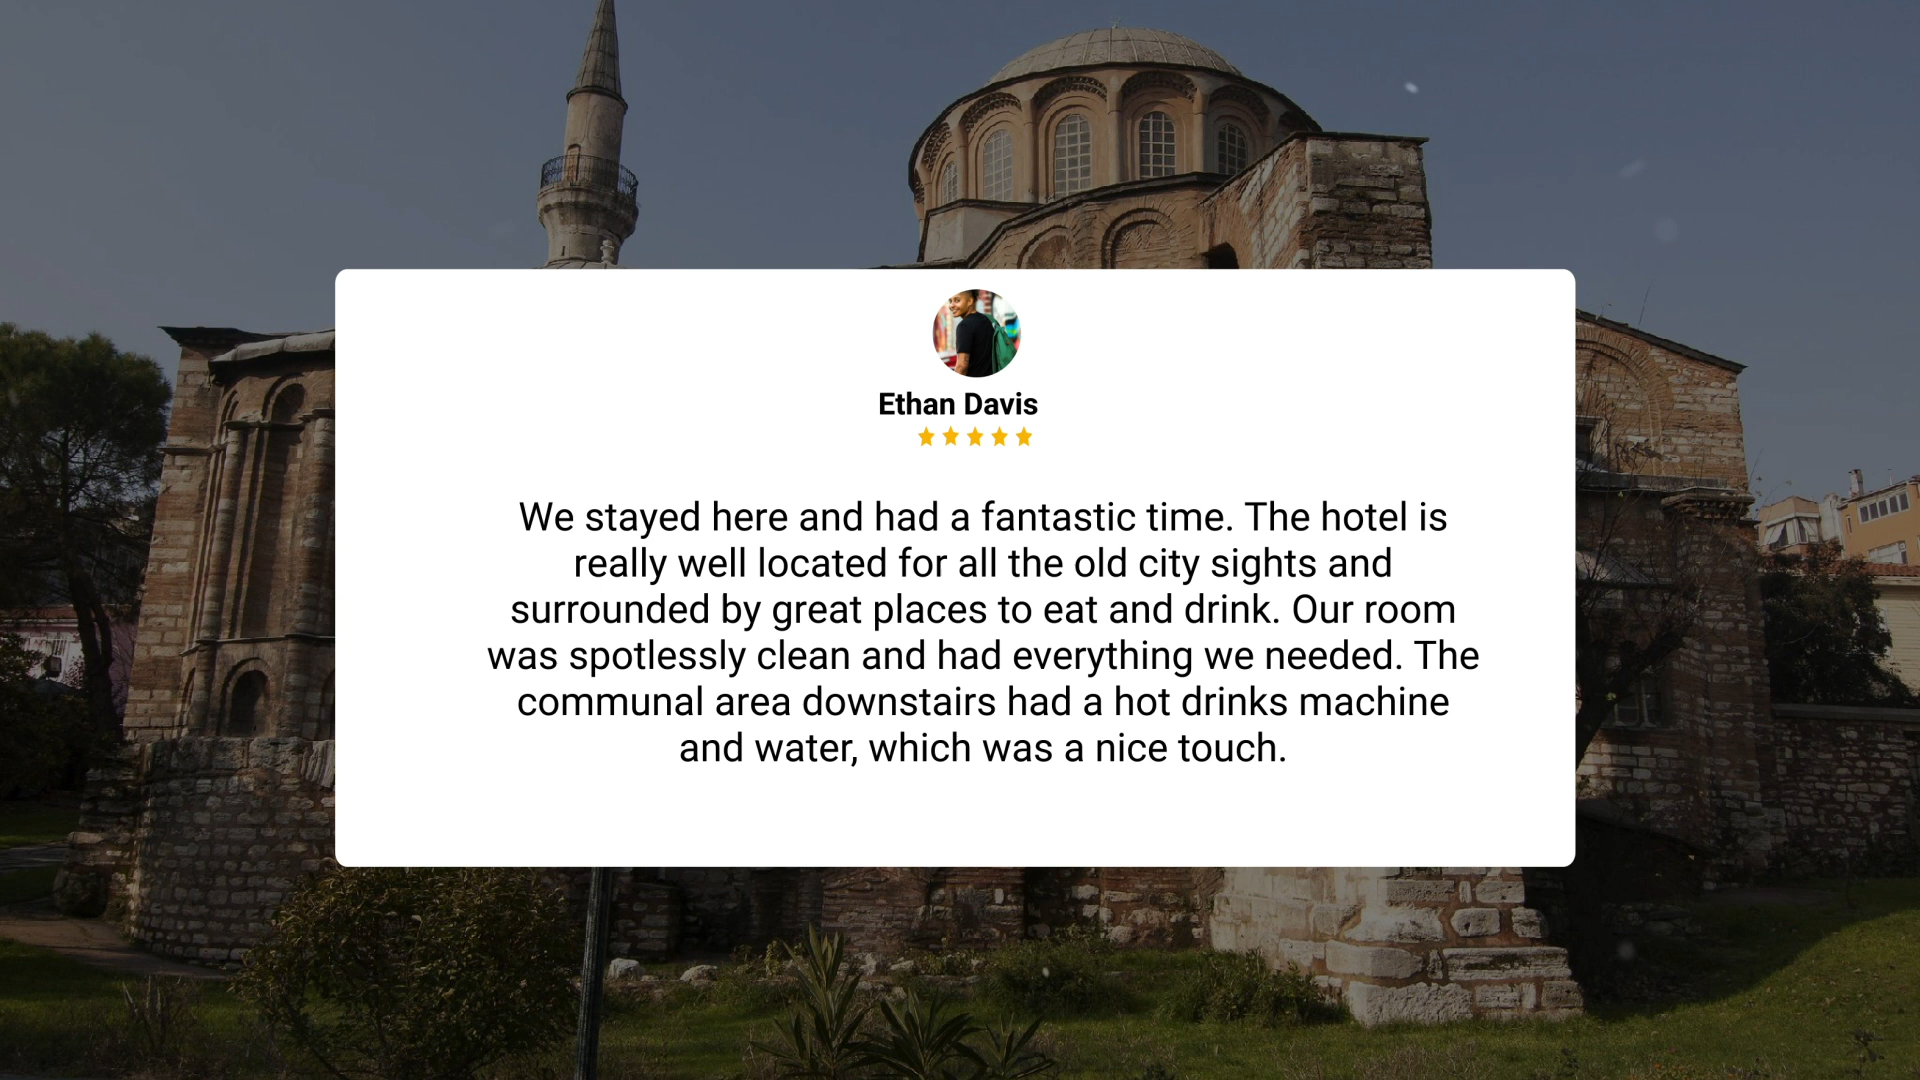 Ethan Davis
We stayed here and had a fantastic time. The hotel is
really well located for all the old city sights and
surrounded by great places to eat and drink. Our room
was spotlessly clean and had everything we needed. The
communal area downstairs had a hot drinks machine
and water, which was a nice touch.